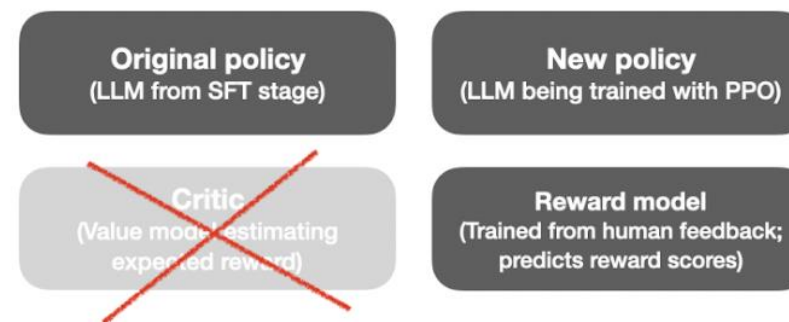 Original policy
(LLM from SFT stage)
New policy
(LLM being trained with PPO)
Critic
(Value model estimating
expected reward)
Reward model
(Trained from human feedback;
predicts reward scores)